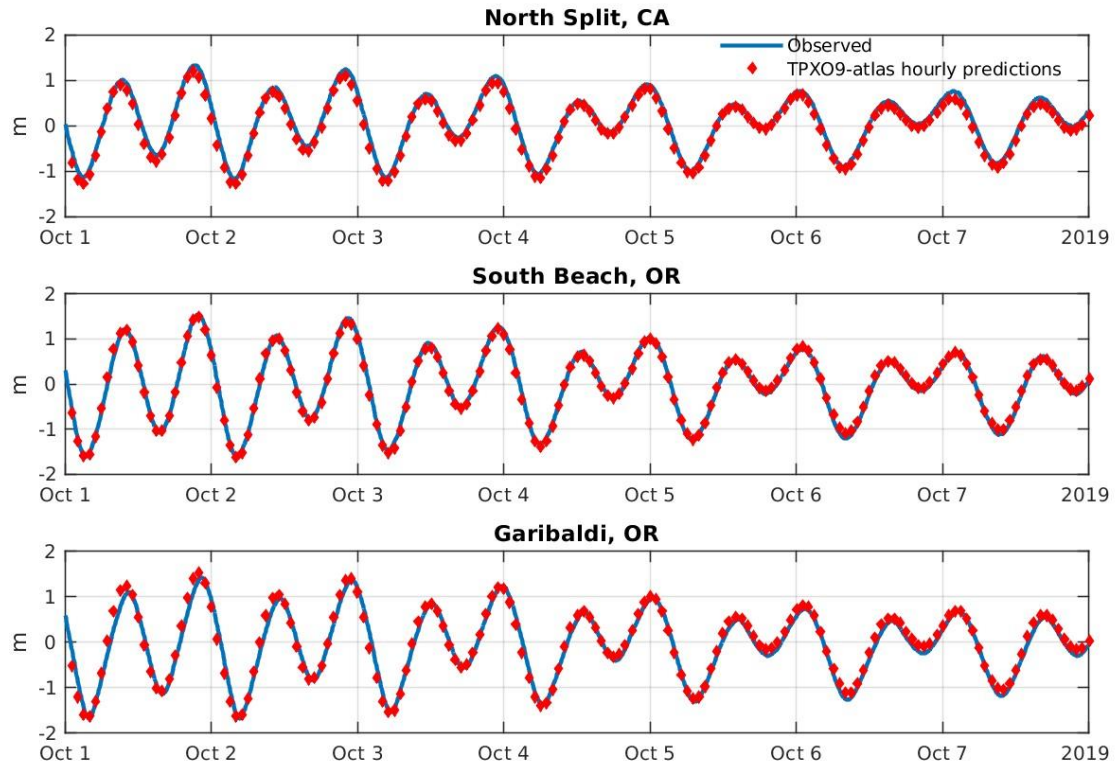 North Split, CA
Observed
TPXO9-atlas hourly predictions
2
1
0
-1
-2
m
Oct 1 Oct 2 Oct 3 Oct 4 Oct 5 Oct 6 Oct 7 2019
South Beach, OR
2
1
0
-1
-2
m
Oct 1 Oct 2 Oct 3 Oct 4 Oct 5 Oct 6 Oct 7 2019
Garibaldi, OR
2
1
0
-1
-2
m
Oct 1 Oct 2 Oct 3 Oct 4 Oct 5 Oct 6 Oct 7 2019